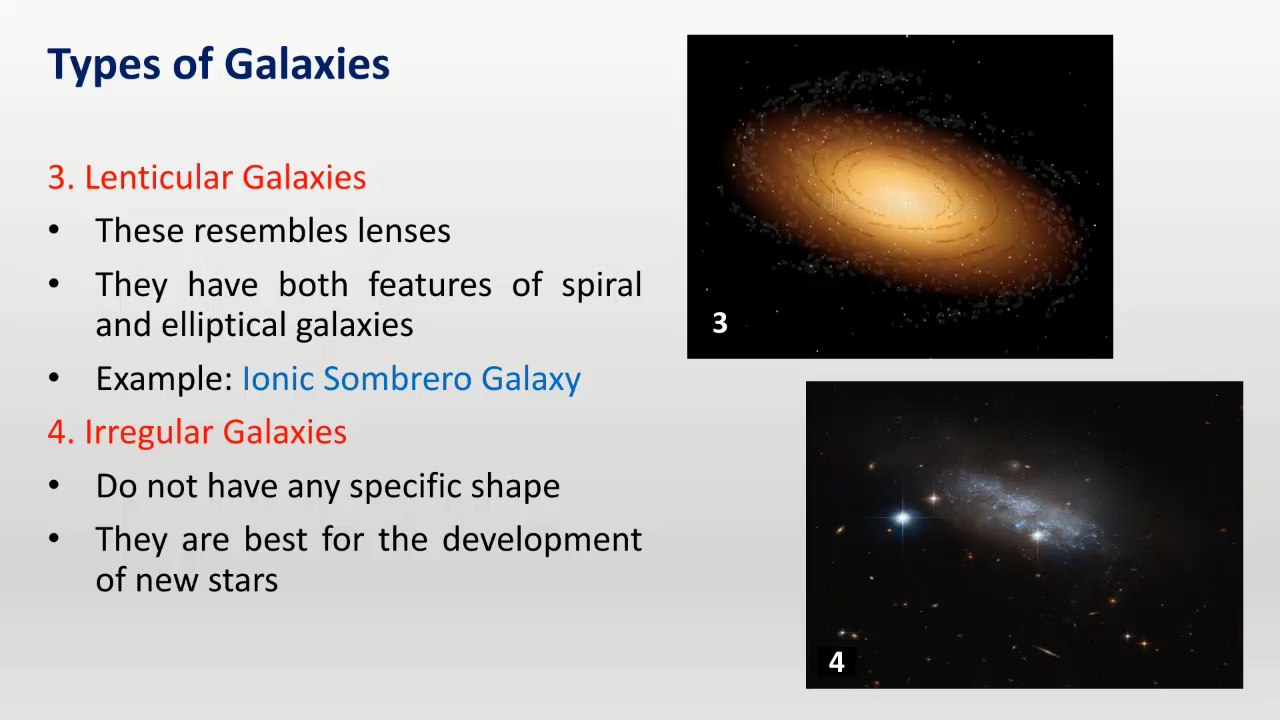 Types of Galaxies
3. Lenticular Galaxies
• These resembles lenses
• They have both features of spiral
and elliptical galaxies
• Example: Ionic Sombrero Galaxy
4. Irregular Galaxies
• Do not have any specific shape
• They are best for the development
of new stars
3
4